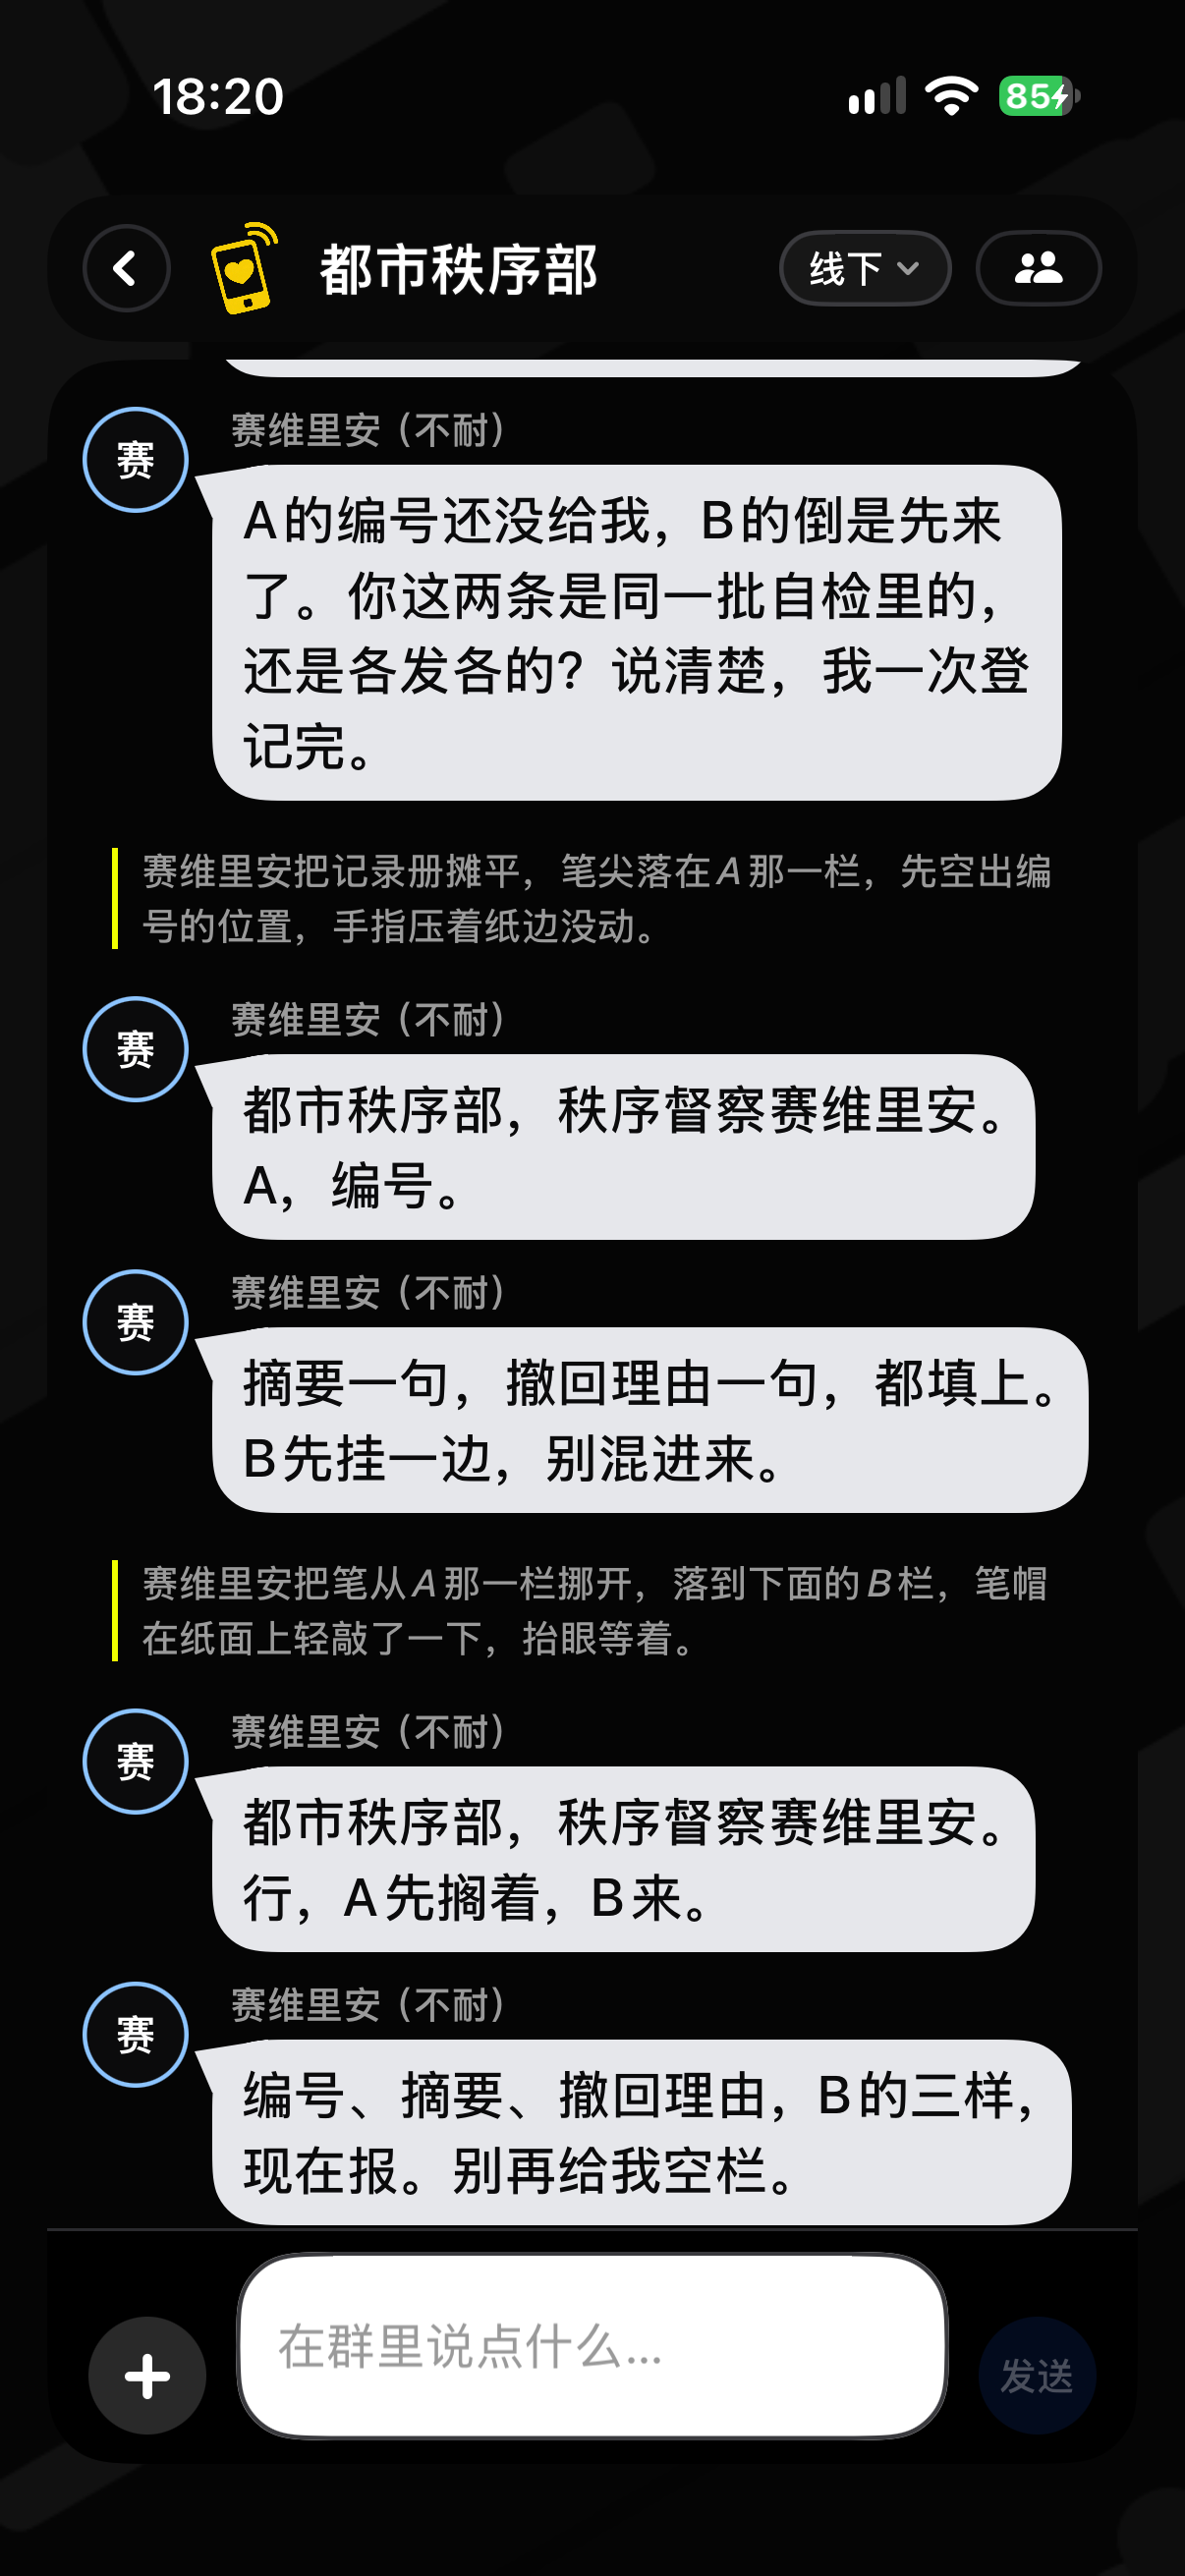 18:20
85
都市秩序部
线下
赛
赛维里安（不耐）
A的编号还没给我，B的倒是先来
了。你这两条是同一批自检里的，
还是各发各的？说清楚，我一次登
记完。
赛维里安把记录册摊平，笔尖落在A那一栏，先空出编
号的位置，手指压着纸边没动。
赛
赛维里安（不耐）
都市秩序部，秩序督察赛维里安。
A，编号。
赛
赛维里安（不耐）
摘要一句，撤回理由一句，都填上。
B先挂一边，别混进来。
赛维里安把笔从A那一栏挪开，落到下面的B栏，笔帽
在纸面上轻敲了一下，抬眼等着。
赛
赛维里安（不耐）
都市秩序部，秩序督察赛维里安。
行，A先搁着，B来。
赛
赛维里安（不耐）
编号、摘要、撤回理由，B的三样，
现在报。别再给我空栏。
在群里说点什么...
发送